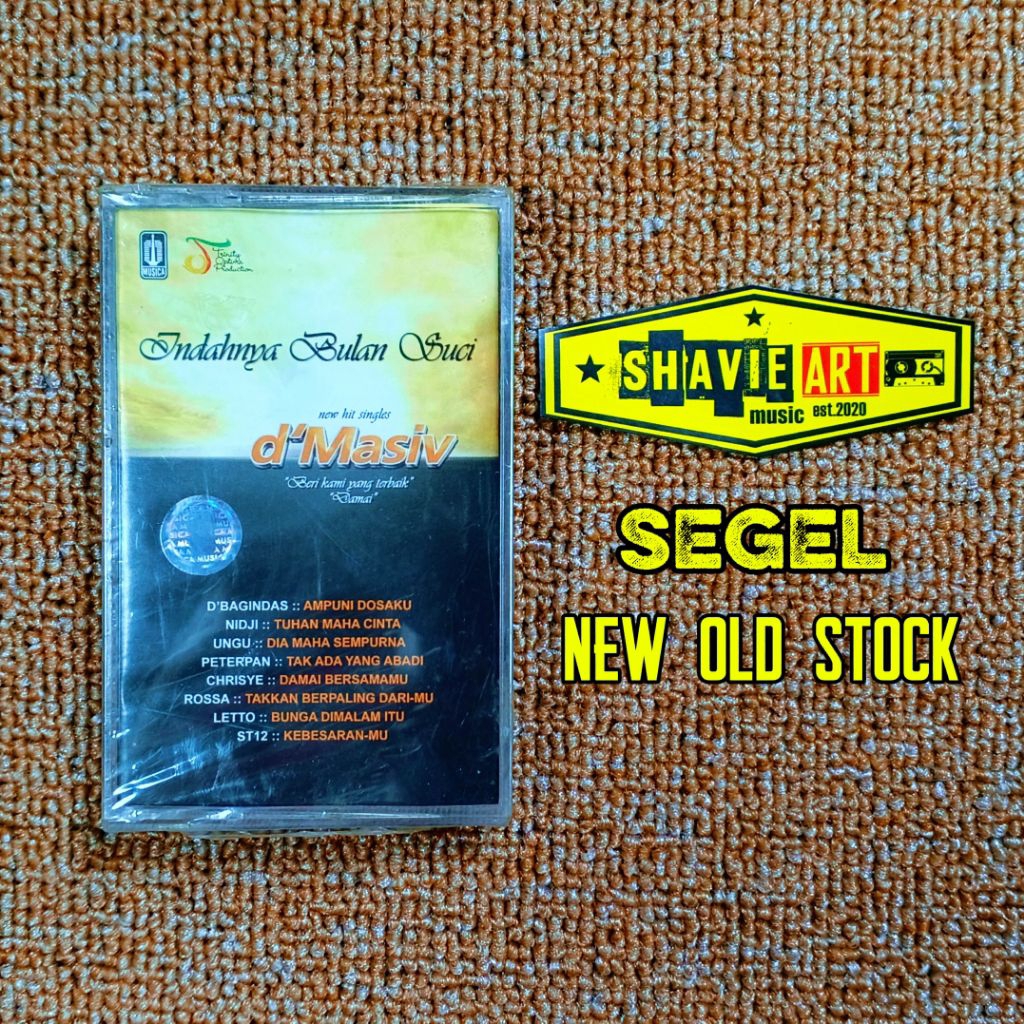 MUSICA
Trinity
Optima
Production
Indahnya Bulan Suci
new hit singles
d'Masiv
"Beri kami yang terbaik"
"Damai"
D'BAGINDAS :: AMPUNI DOSAKU
NIDJI :: TUHAN MAHA CINTA
UNGU :: DIA MAHA SEMPURNA
PETERPAN :: TAK ADA YANG ABADI
CHRISYE :: DAMAI BERSAMAMU
ROSSA :: TAKKAN BERPALING DARI-MU
LETTO :: BUNGA DIMALAM ITU
ST12 :: KEBESARAN-MU
SHAVIE ART
music est.2020
SEGEL
NEW OLD STOCK